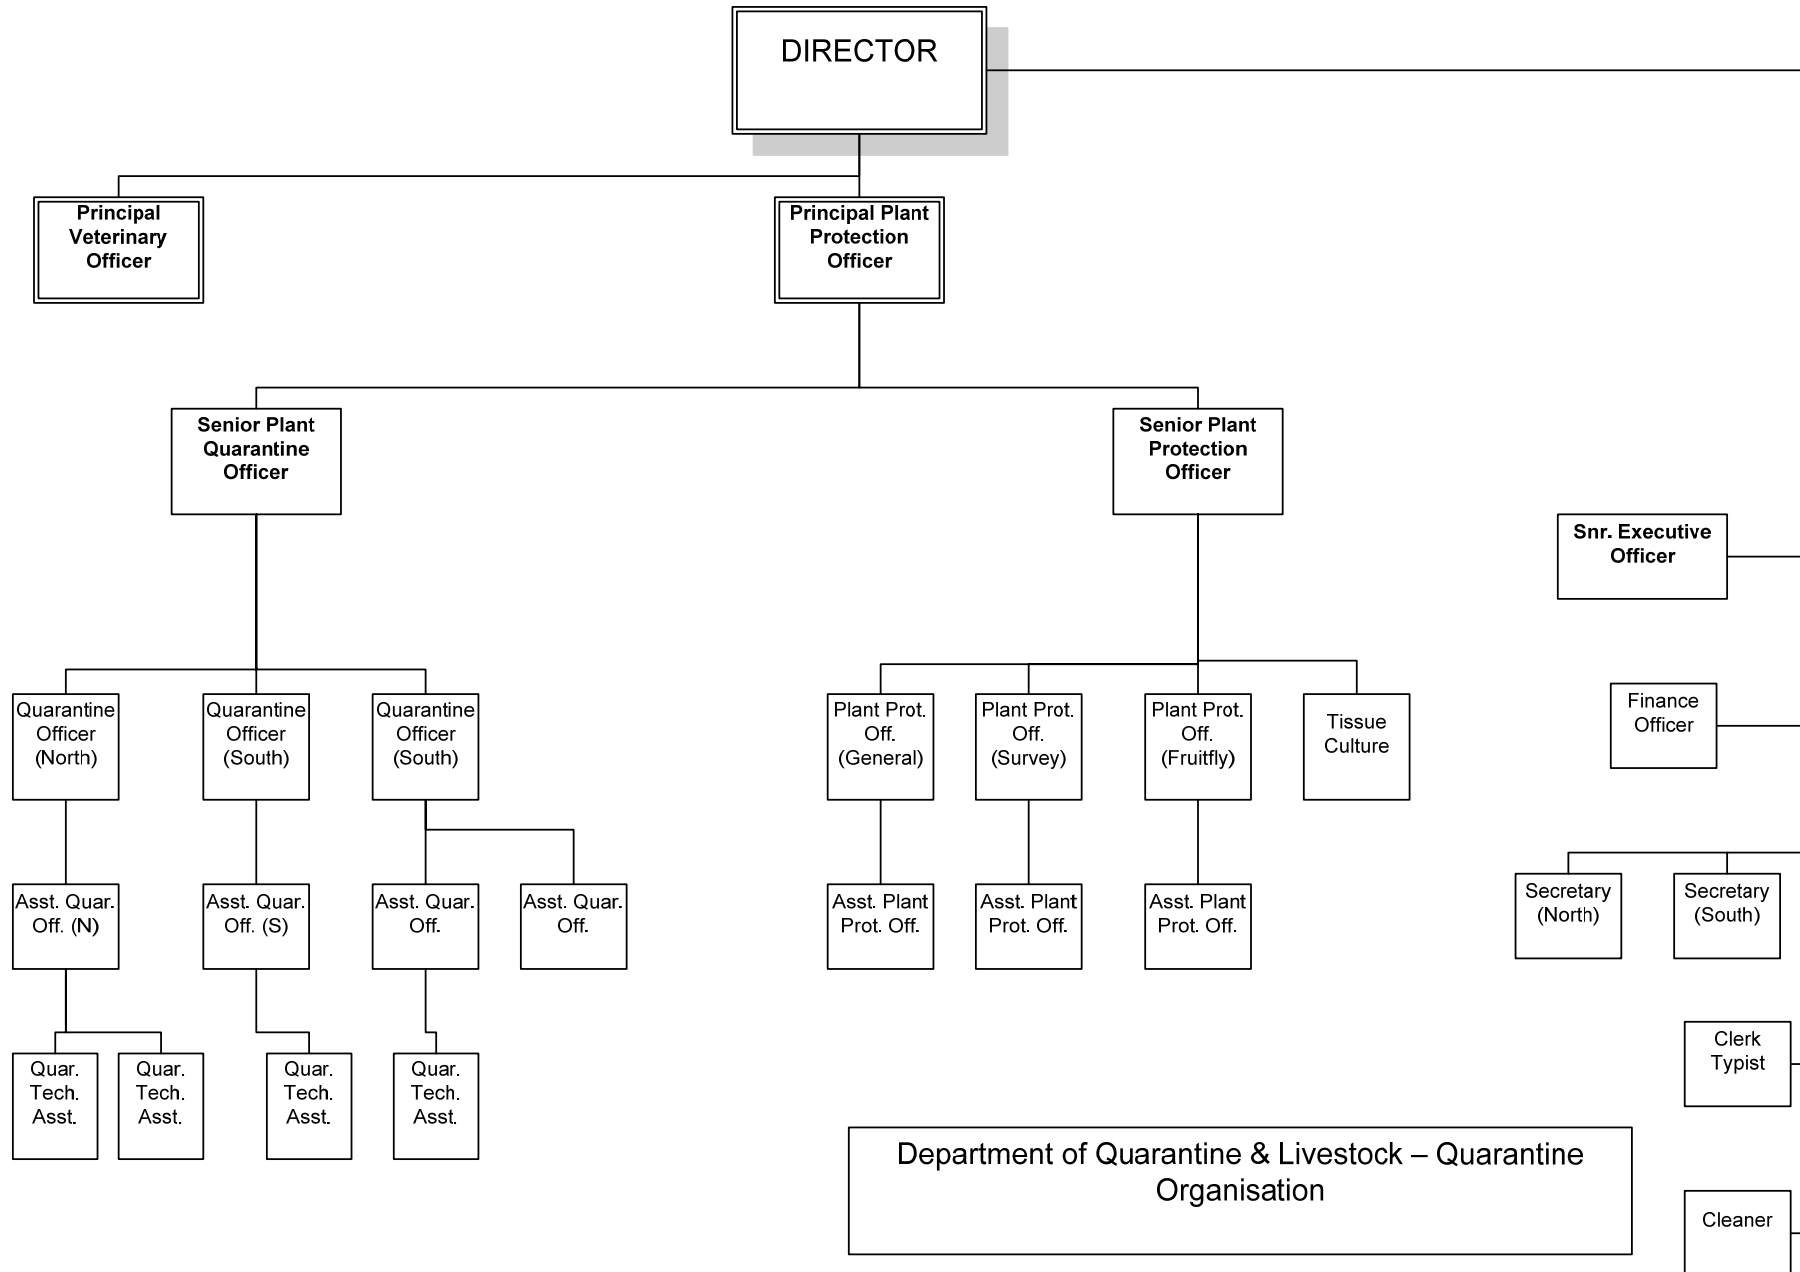 DIRECTOR
Principal
Veterinary
Officer
Principal Plant
Protection
Officer
Senior Plant
Quarantine
Officer
Senior Plant
Protection
Officer
Snr. Executive
Officer
Quarantine
Officer
(North)
Quarantine
Officer
(South)
Quarantine
Officer
(South)
Plant Prot.
Off.
(General)
Plant Prot.
Off.
(Survey)
Plant Prot.
Off.
(Fruitfly)
Tissue
Culture
Finance
Officer
Asst. Quar.
Off. (N)
Asst. Quar.
Off. (S)
Asst. Quar.
Off.
Asst. Quar.
Off.
Asst. Plant
Prot. Off.
Asst. Plant
Prot. Off.
Asst. Plant
Prot. Off.
Secretary
(North)
Secretary
(South)
Quar.
Tech.
Asst.
Quar.
Tech.
Asst.
Quar.
Tech.
Asst.
Quar.
Tech.
Asst.
Clerk
Typist
Department of Quarantine & Livestock – Quarantine
Organisation
Cleaner